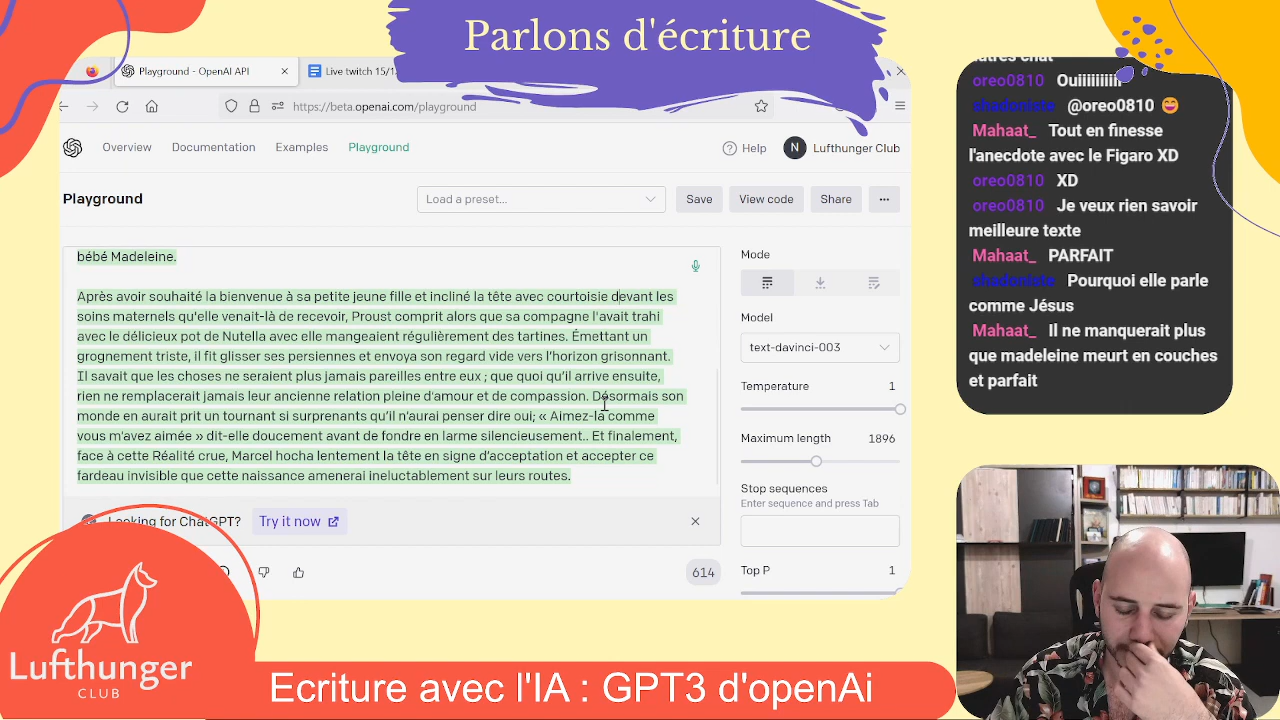 Parlons d'écriture
Playground - OpenAI API
Live twitch 15/1
https://beta.openai.com/playground
Overview
Documentation
Examples
Playground
Help
N
Lufthunger Club
Playground
Load a preset...
Save
View code
Share
...
bébé Madeleine.
Après avoir souhaité la bienvenue à sa petite jeune fille et incliné la tête avec courtoisie devant les
soins maternels qu'elle venait-là de recevoir, Proust comprit alors que sa compagne l'avait trahi
avec le délicieux pot de Nutella avec elle mangeaient régulièrement des tartines. Émettant un
grognement triste, il fit glisser ses persiennes et envoya son regard vide vers l'horizon grisonnant.
Il savait que les choses ne seraient plus jamais pareilles entre eux ; que quoi qu'il arrive ensuite,
rien ne remplacerait jamais leur ancienne relation pleine d'amour et de compassion. Désormais son
monde en aurait prit un tournant si surprenants qu'il n'aurai penser dire oui; « Aimez-la comme
vous m'avez aimée » dit-elle doucement avant de fondre en larme silencieusement.. Et finalement,
face à cette Réalité crue, Marcel hocha lentement la tête en signe d'acceptation et accepter ce
fardeau invisible que cette naissance amenerai ineluctablement sur leurs routes.
Looking for ChatGPT?
Try it now
614
Mode
Model
text-davinci-003
Temperature 1
Maximum length 1896
Stop sequences
Enter sequence and press Tab
Top P 1
autres chat
oreo0810 Ouiiiiiiiii
shadoniste @oreo0810 😄
Mahaat_ Tout en finesse
l'anecdote avec le Figaro XD
oreo0810 XD
oreo0810 Je veux rien savoir
meilleure texte
Mahaat_ PARFAIT
shadoniste Pourquoi elle parle
comme Jésus
Mahaat_ Il ne manquerait plus
que madeleine meurt en couches
et parfait
Lufthunger
CLUB
Ecriture avec l'IA : GPT3 d'openAi